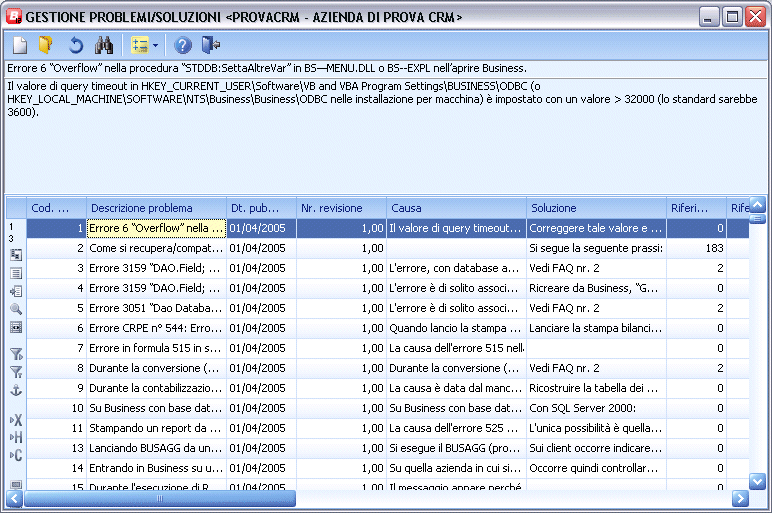 GESTIONE PROBLEMI/SOLUZIONI <PROVACRM - AZIENDA DI PROVA CRM>
Errore 6 “Overflow” nella procedura “STDDB:SettaAltreVar” in BS—MENU.DLL o BS--EXPL nell’aprire Business.
Il valore di query timeout in HKEY_CURRENT_USER\Software\VB and VBA Program Settings\BUSINESS\ODBC (o
HKEY_LOCAL_MACHINE\SOFTWARE\NTS\Business\Business\ODBC nelle installazione per macchina) è impostato con un valore > 32000 (lo standard sarebbe
3600).
Cod. ... Descrizione problema Dt. pub... Nr. revisione Causa Soluzione Riferi... Rife
1 Errore 6 “Overflow” nella ... 01/04/2005 1,00 Il valore di query timeout... Correggere tale valore e ... 0
2 Come si recupera/compat... 01/04/2005 1,00 Si segue la seguente prassi: 183
3 Errore 3159 “DAO.Field; ... 01/04/2005 1,00 L'errore, con database a... Vedi FAQ nr. 2 2
4 Errore 3159 “DAO.Field; ... 01/04/2005 1,00 L'errore è di solito associ... Ricreare da Business, “G... 0
5 Errore 3051 “Dao Databa... 01/04/2005 1,00 L'errore è di solito associ... Vedi FAQ nr. 2 2
6 Errore CRPE n° 544: Erro... 01/04/2005 1,00 Quando lancio la stampa ... Lanciare la stampa bilanci... 0
7 Errore in formula 515 in s... 01/04/2005 1,00 La causa dell'errore 515 nell 0
8 Durante la conversione (... 01/04/2005 1,00 Durante la conversione (... Vedi FAQ nr. 2 0
9 Durante la contabilizzazio... 01/04/2005 1,00 La causa è data dal manc... Ricostruire la tabella dei ... 0
10 Su Business con base dat... 01/04/2005 1,00 Su Business con base dat... Con SQL Server 2000: 0
11 Stampando un report da ... 01/04/2005 1,00 La causa dell'errore 525 ... L'unica possibilità è quella... 0
13 Lanciando BUSAGG da un... 01/04/2005 1,00 Si esegue il BUSAGG (pro... Sui client occorre indicare... 0
14 Entrando in Business su u... 01/04/2005 1,00 Su quella azienda in cui si... Occorre quindi controllar... 0
15 Durante l'esecuzione di R... 01/04/2005 1,00 Il messaggio appare perché 0
1
3
X
H
C